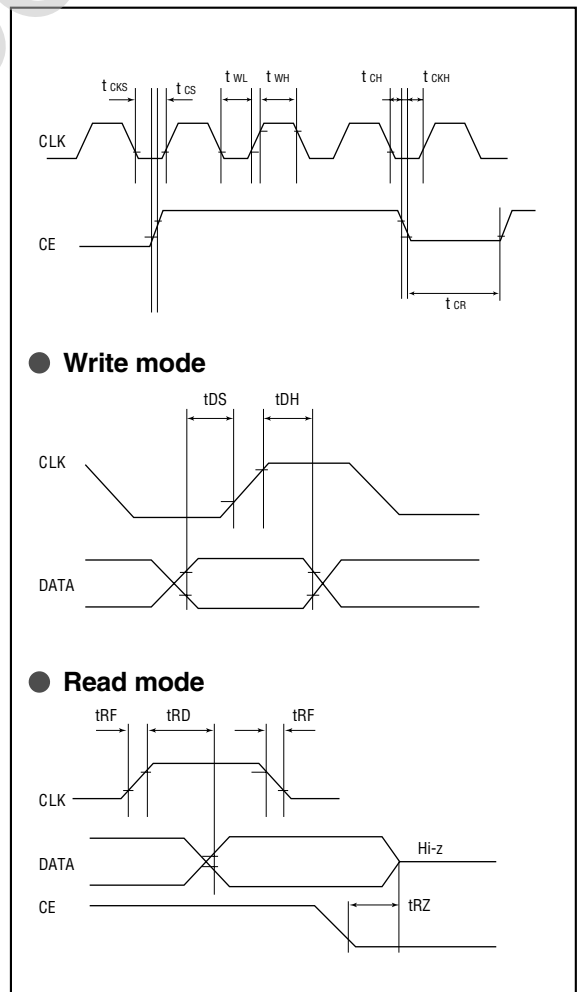 t CKS t CS t WL t WH t CH t CKH
CLK
CE
t CR
● Write mode
tDS tDH
CLK
DATA
● Read mode
tRF tRD tRF
CLK
DATA Hi-z
CE tRZ